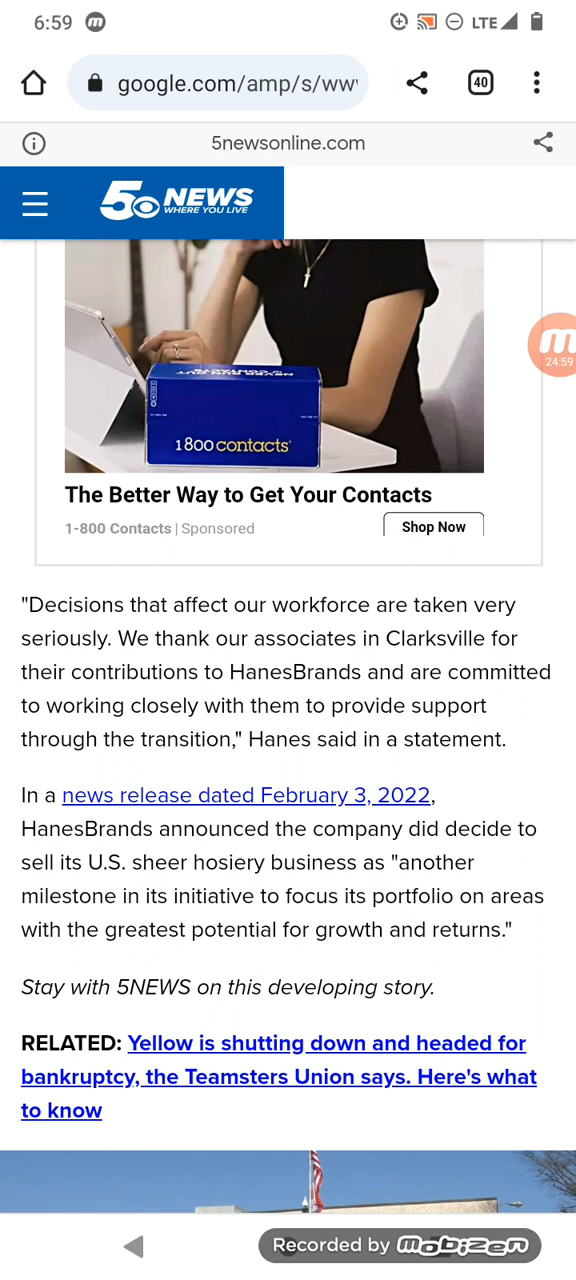 6:59
LTE
google.com/amp/s/ww
40
5newsonline.com
5 NEWS
WHERE YOU LIVE
24:59
1800contacts
The Better Way to Get Your Contacts
1-800 Contacts | Sponsored
Shop Now
"Decisions that affect our workforce are taken very
seriously. We thank our associates in Clarksville for
their contributions to HanesBrands and are committed
to working closely with them to provide support
through the transition," Hanes said in a statement.
In a news release dated February 3, 2022,
HanesBrands announced the company did decide to
sell its U.S. sheer hosiery business as "another
milestone in its initiative to focus its portfolio on areas
with the greatest potential for growth and returns."
Stay with 5NEWS on this developing story.
RELATED: Yellow is shutting down and headed for
bankruptcy, the Teamsters Union says. Here's what
to know
Recorded by mobizen